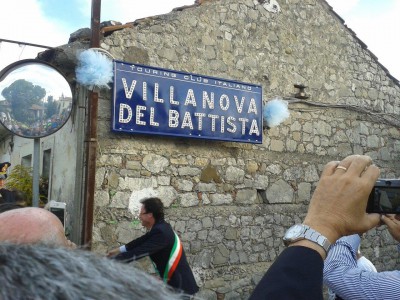 TOURING CLUB ITALIANO
VILLANOVA
DEL BATTISTA